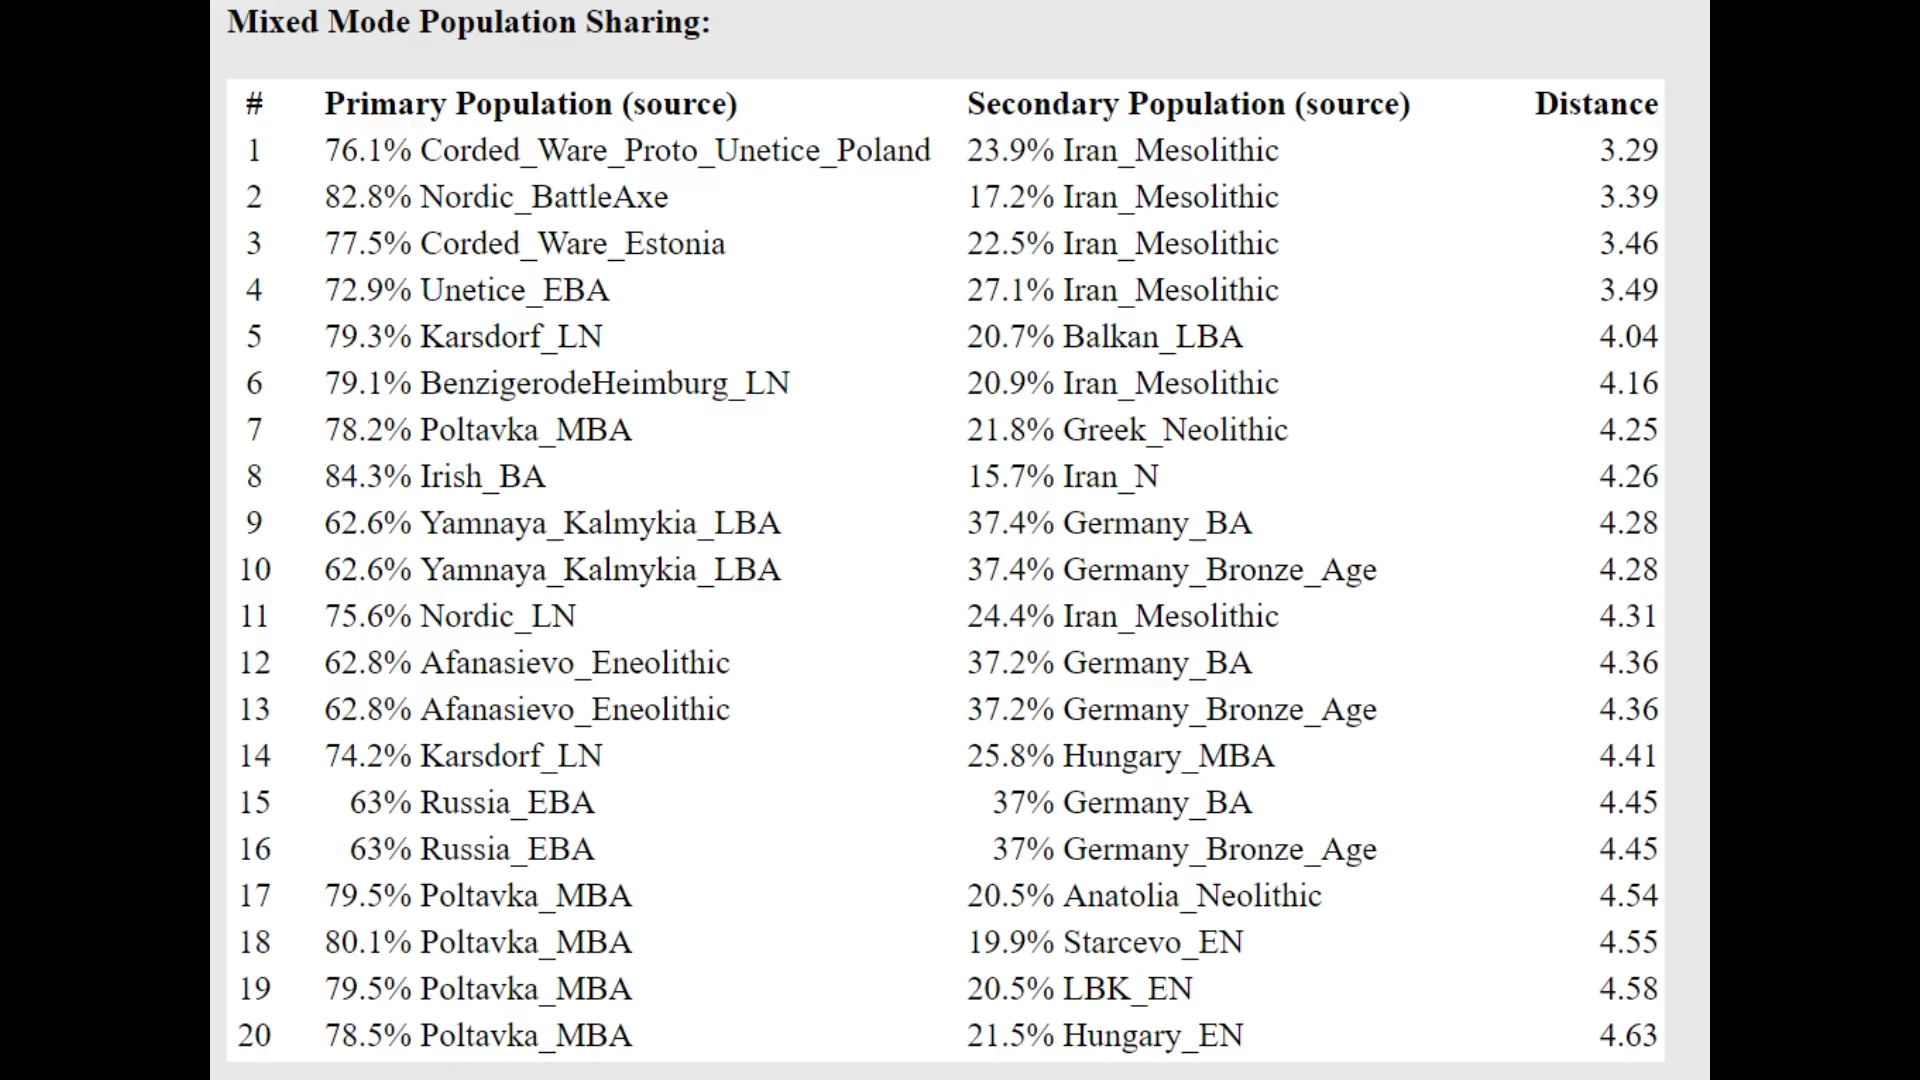 Mixed Mode Population Sharing:
# Primary Population (source) Secondary Population (source) Distance
1 76.1% Corded_Ware_Proto_Unetice_Poland 23.9% Iran_Mesolithic 3.29
2 82.8% Nordic_BattleAxe 17.2% Iran_Mesolithic 3.39
3 77.5% Corded_Ware_Estonia 22.5% Iran_Mesolithic 3.46
4 72.9% Unetice_EBA 27.1% Iran_Mesolithic 3.49
5 79.3% Karsdorf_LN 20.7% Balkan_LBA 4.04
6 79.1% BenzigerodeHeimburg_LN 20.9% Iran_Mesolithic 4.16
7 78.2% Poltavka_MBA 21.8% Greek_Neolithic 4.25
8 84.3% Irish_BA 15.7% Iran_N 4.26
9 62.6% Yamnaya_Kalmykia_LBA 37.4% Germany_BA 4.28
10 62.6% Yamnaya_Kalmykia_LBA 37.4% Germany_Bronze_Age 4.28
11 75.6% Nordic_LN 24.4% Iran_Mesolithic 4.31
12 62.8% Afanasievo_Eneolithic 37.2% Germany_BA 4.36
13 62.8% Afanasievo_Eneolithic 37.2% Germany_Bronze_Age 4.36
14 74.2% Karsdorf_LN 25.8% Hungary_MBA 4.41
15 63% Russia_EBA 37% Germany_BA 4.45
16 63% Russia_EBA 37% Germany_Bronze_Age 4.45
17 79.5% Poltavka_MBA 20.5% Anatolia_Neolithic 4.54
18 80.1% Poltavka_MBA 19.9% Starcevo_EN 4.55
19 79.5% Poltavka_MBA 20.5% LBK_EN 4.58
20 78.5% Poltavka_MBA 21.5% Hungary_EN 4.63